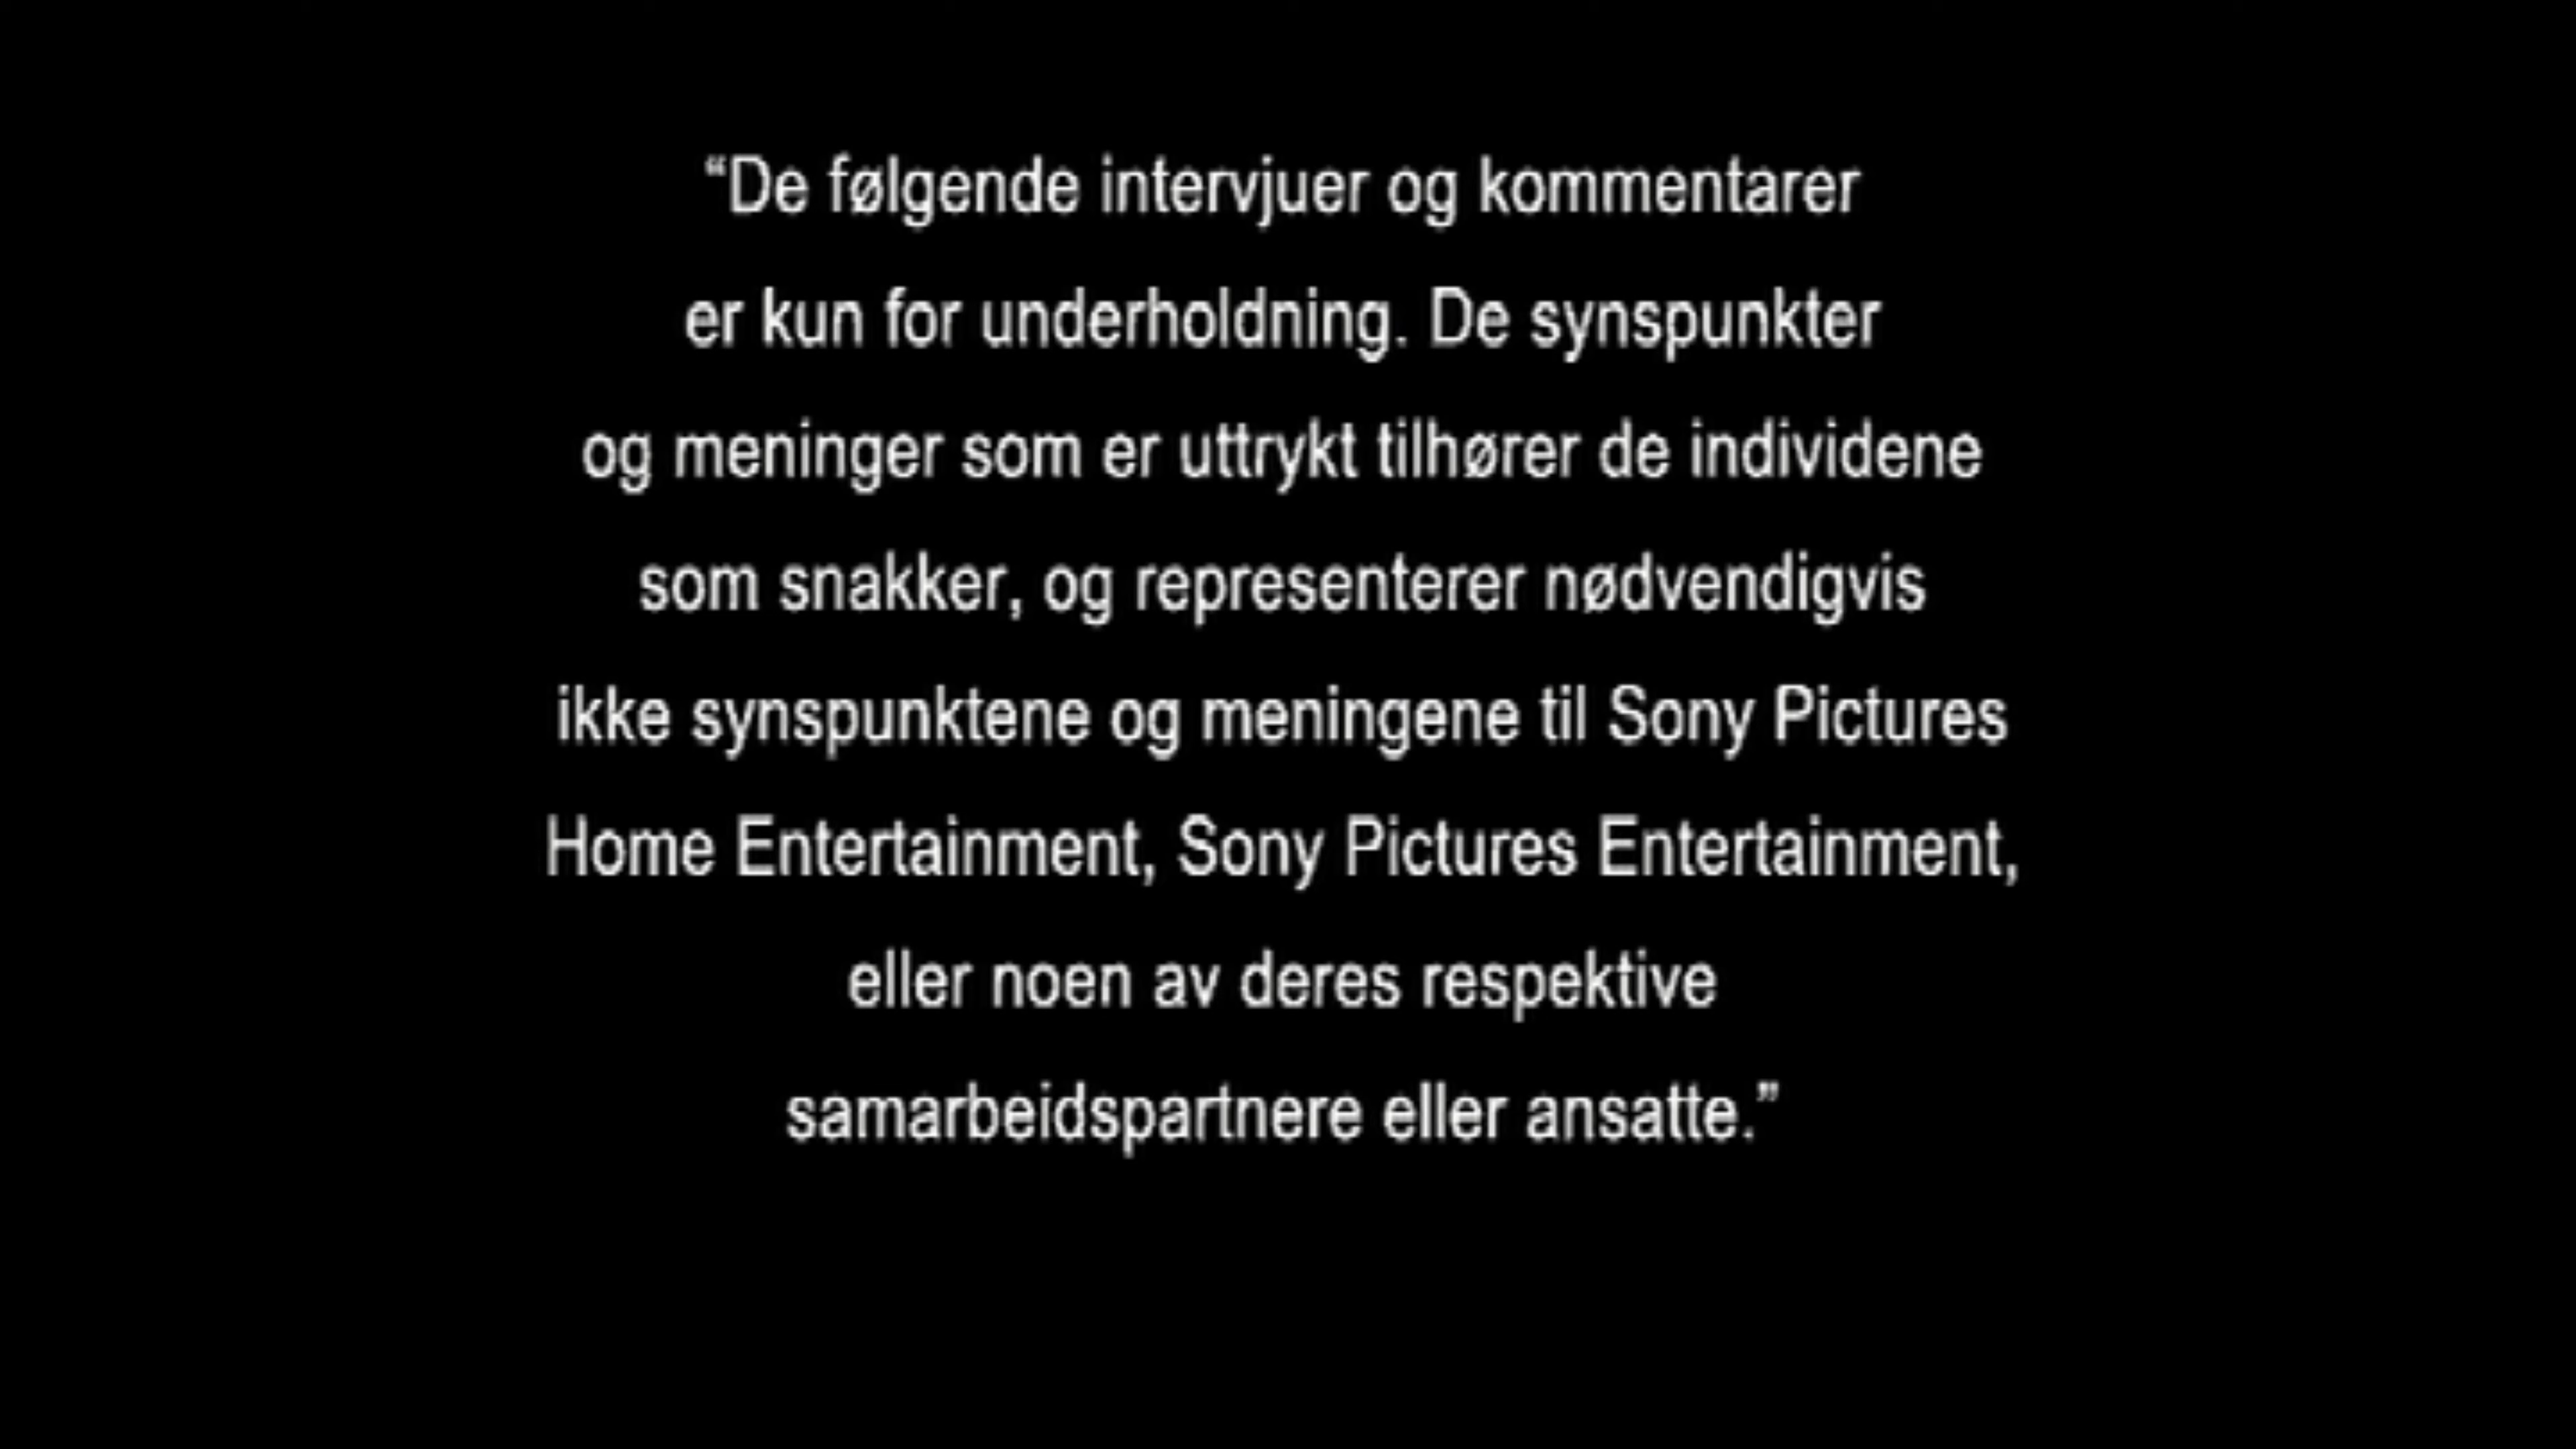 “De følgende intervjuer og kommentarer
er kun for underholdning. De synspunkter
og meninger som er uttrykt tilhører de individene
som snakker, og representerer nødvendigvis
ikke synspunktene og meningene til Sony Pictures
Home Entertainment, Sony Pictures Entertainment,
eller noen av deres respektive
samarbeidspartnere eller ansatte.”